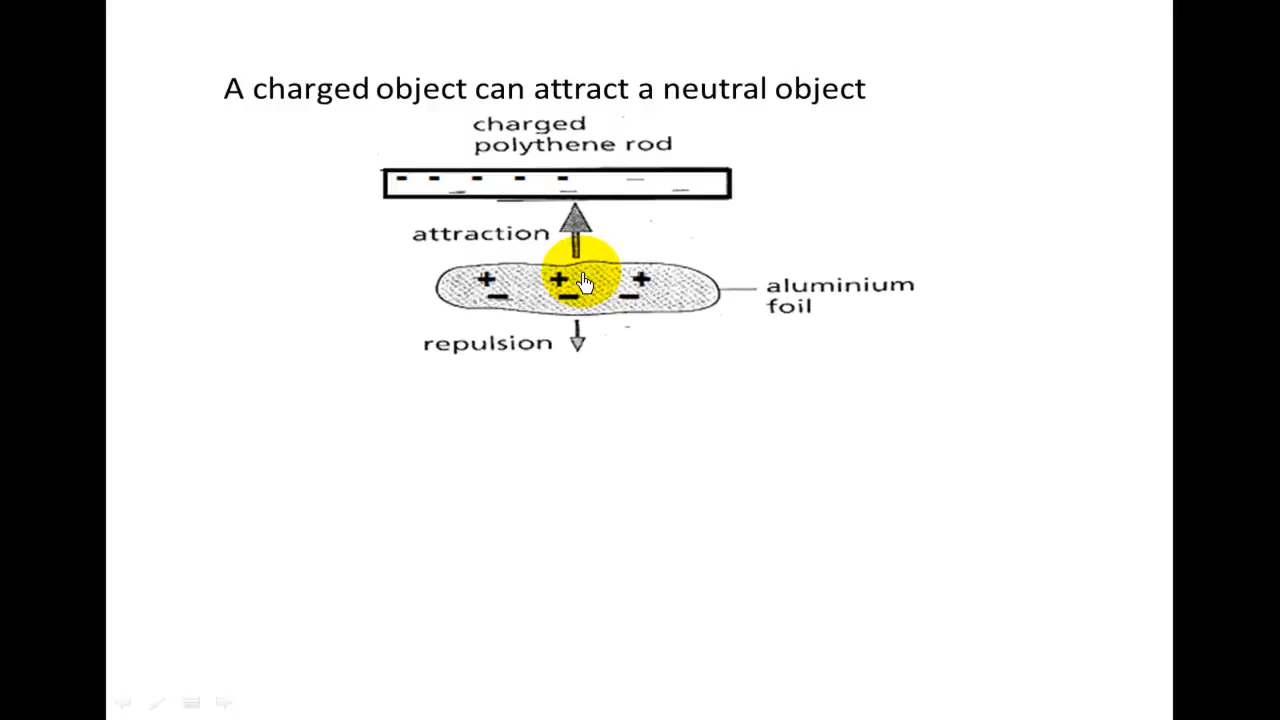 A charged object can attract a neutral object
charged
polythene rod
attraction
aluminium
foil
repulsion